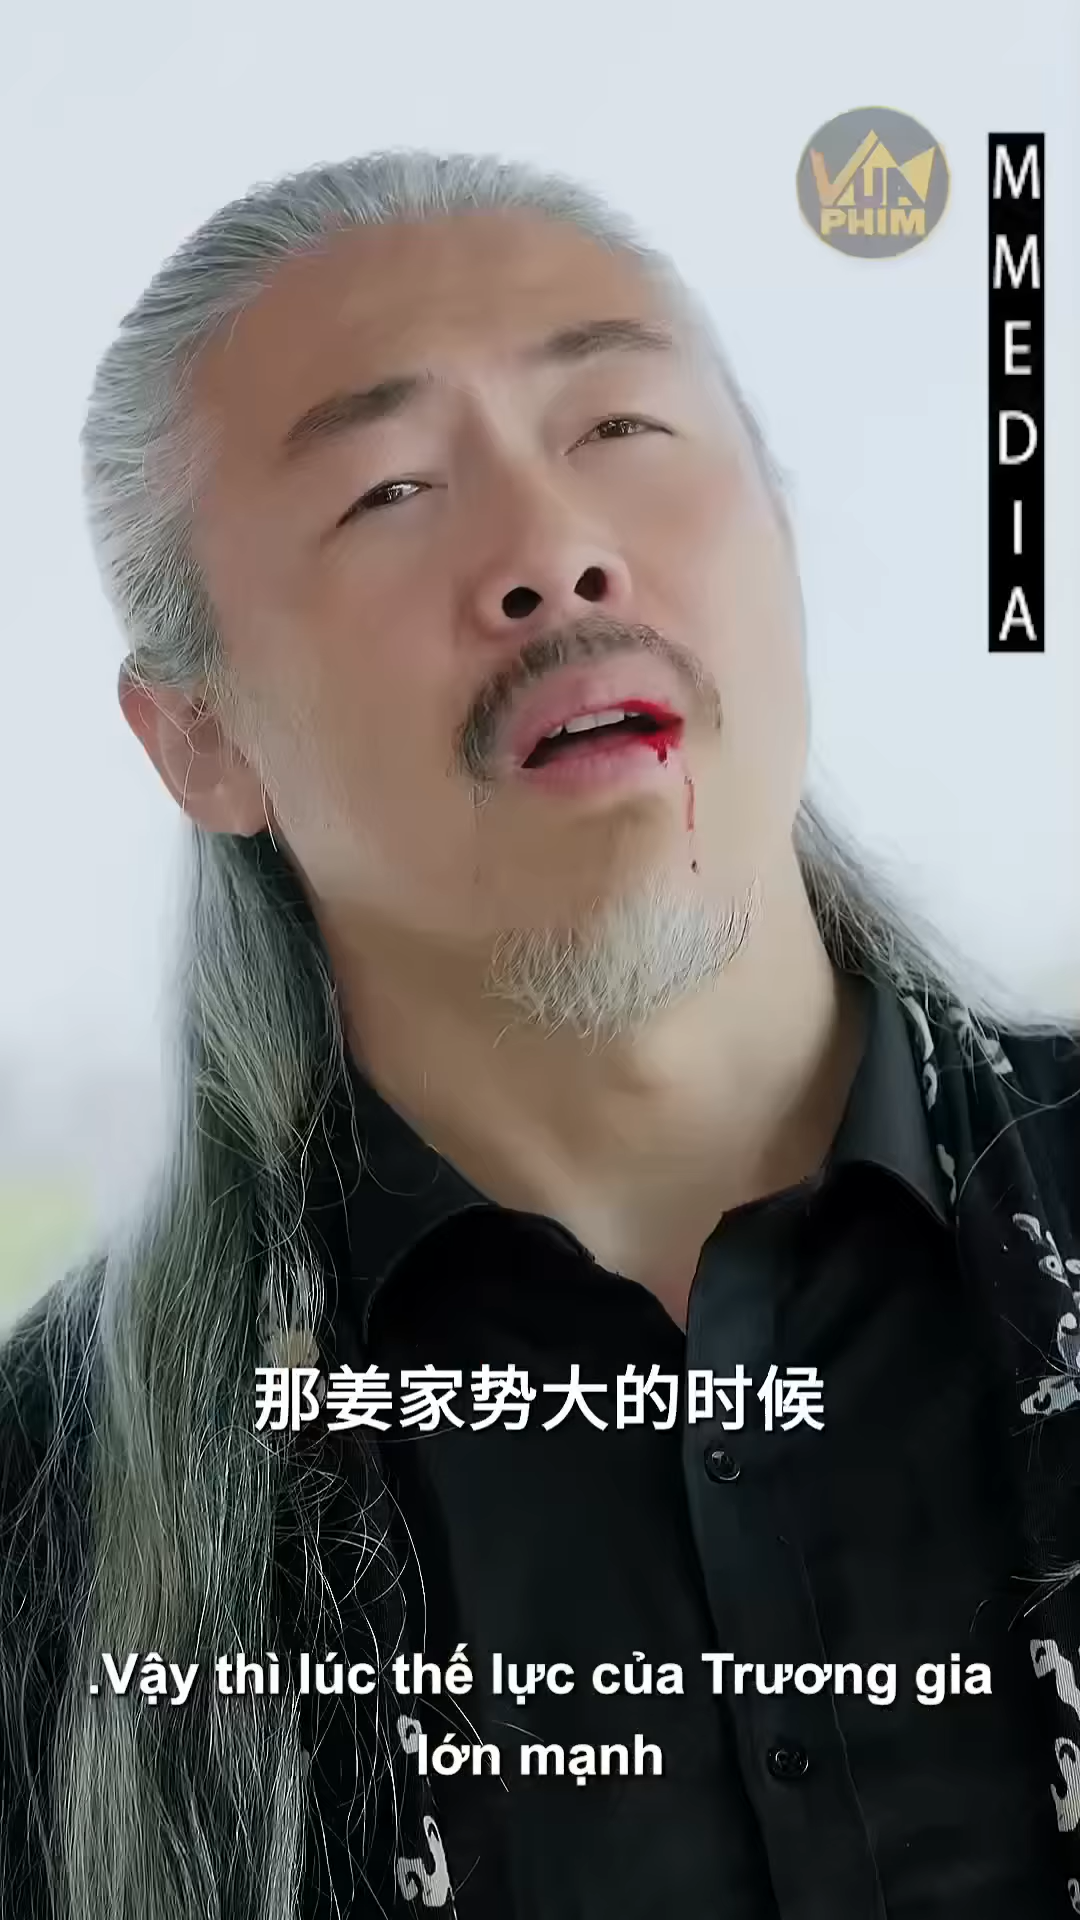 VUA
PHIM
MMEDIA
那姜家势大的时候
.Vậy thì lúc thế lực của Trương gia
lớn mạnh